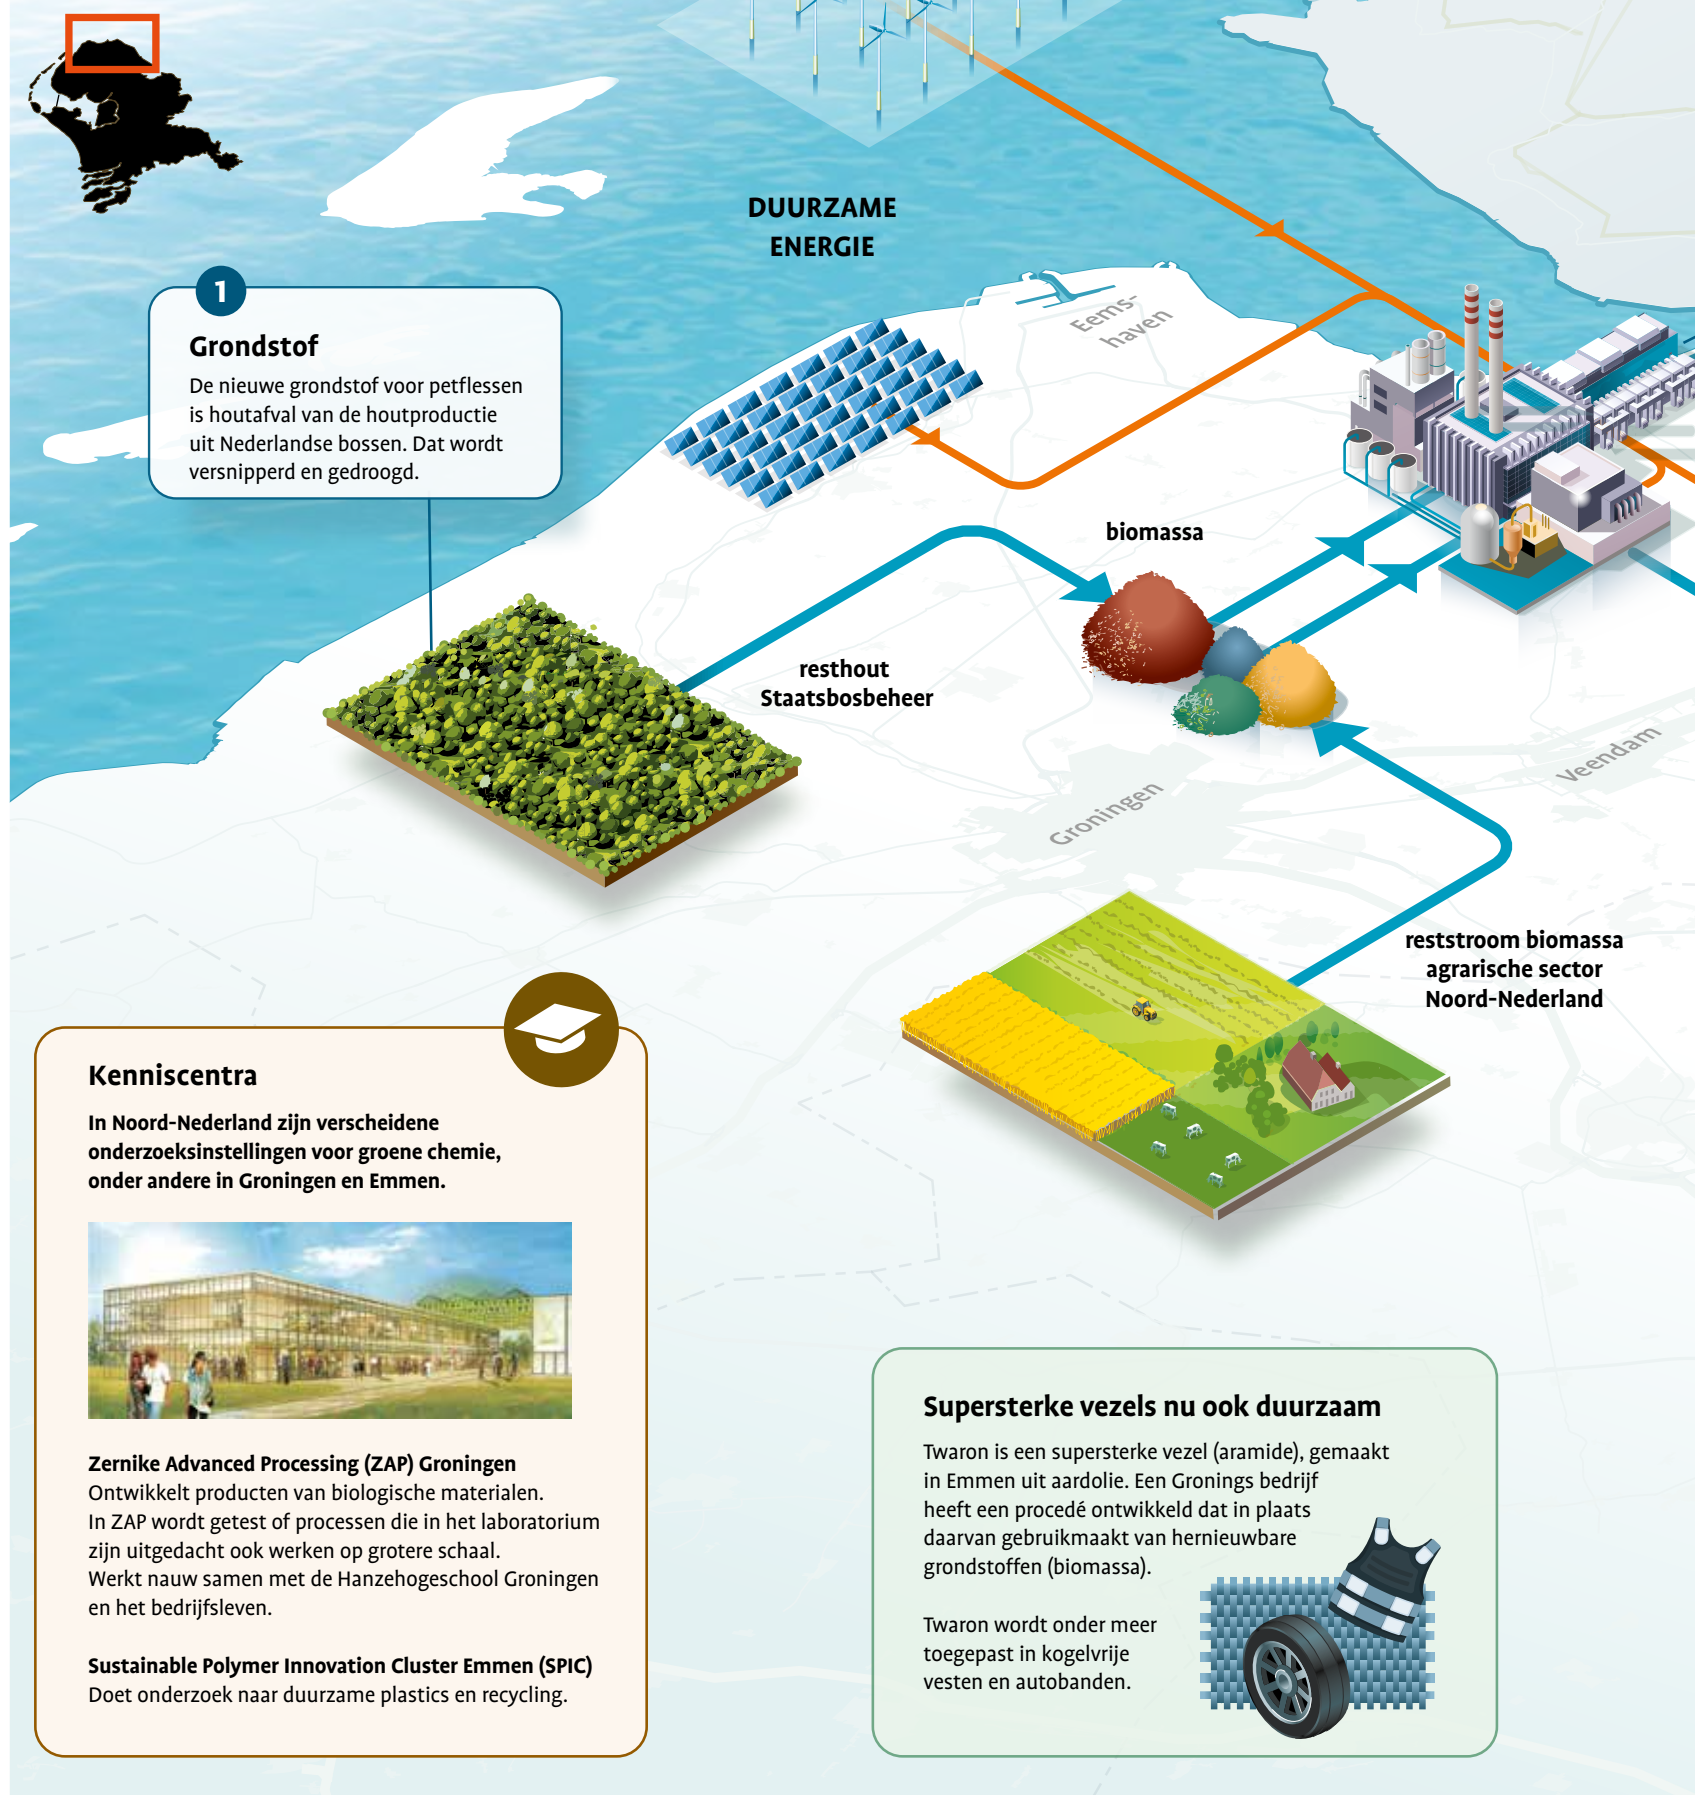 DUURZAME
ENERGIE
1
Grondstof
De nieuwe grondstof voor petflessen
is houtafval van de houtproductie
uit Nederlandse bossen. Dat wordt
versnipperd en gedroogd.
Eems-
haven
biomassa
resthout
Staatsbosbeheer
Veendam
Groningen
reststroom biomassa
agrarische sector
Noord-Nederland
Kenniscentra
In Noord-Nederland zijn verscheidene
onderzoeksinstellingen voor groene chemie,
onder andere in Groningen en Emmen.
Zernike Advanced Processing (ZAP) Groningen
Ontwikkelt producten van biologische materialen.
In ZAP wordt getest of processen die in het laboratorium
zijn uitgedacht ook werken op grotere schaal.
Werkt nauw samen met de Hanzehogeschool Groningen
en het bedrijfsleven.
Sustainable Polymer Innovation Cluster Emmen (SPIC)
Doet onderzoek naar duurzame plastics en recycling.
Supersterke vezels nu ook duurzaam
Twaron is een supersterke vezel (aramide), gemaakt
in Emmen uit aardolie. Een Gronings bedrijf
heeft een procedé ontwikkeld dat in plaats
daarvan gebruikmaakt van hernieuwbare
grondstoffen (biomassa).
Twaron wordt onder meer
toegepast in kogelvrije
vesten en autobanden.